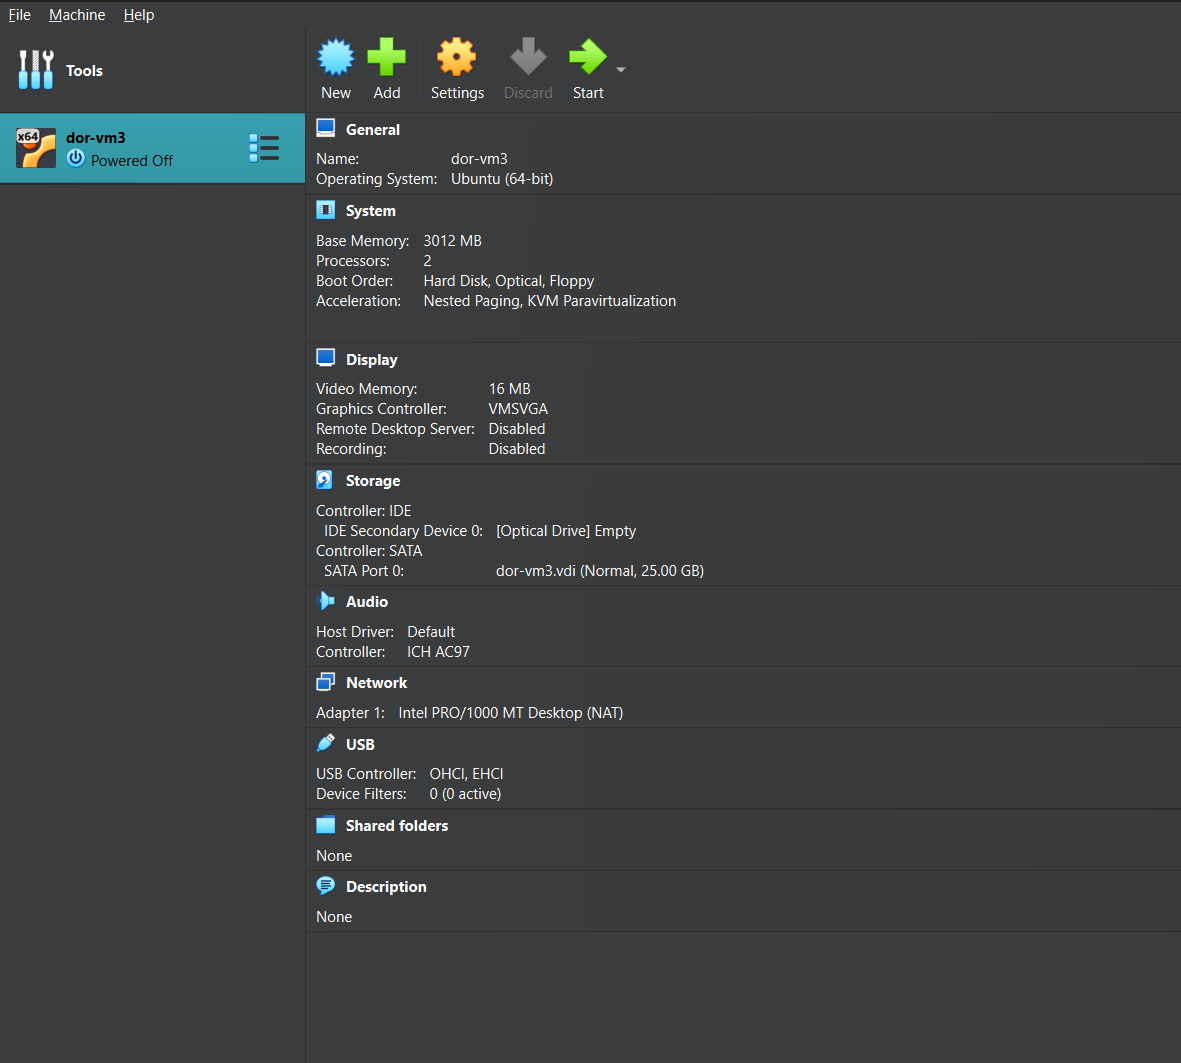 File Machine Help
Tools
New Add Settings Discard Start
x64
dor-vm3
Powered Off
General
Name: dor-vm3
Operating System: Ubuntu (64-bit)
System
Base Memory: 3012 MB
Processors: 2
Boot Order: Hard Disk, Optical, Floppy
Acceleration: Nested Paging, KVM Paravirtualization
Display
Video Memory: 16 MB
Graphics Controller: VMSVGA
Remote Desktop Server: Disabled
Recording: Disabled
Storage
Controller: IDE
IDE Secondary Device 0: [Optical Drive] Empty
Controller: SATA
SATA Port 0: dor-vm3.vdi (Normal, 25.00 GB)
Audio
Host Driver: Default
Controller: ICH AC97
Network
Adapter 1: Intel PRO/1000 MT Desktop (NAT)
USB
USB Controller: OHCI, EHCI
Device Filters: 0 (0 active)
Shared folders
None
Description
None